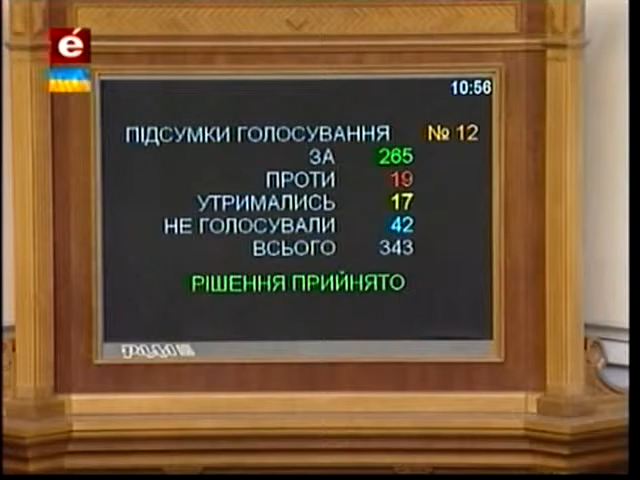 é
10:56
ПІДСУМКИ ГОЛОСУВАННЯ № 12
ЗА 265
ПРОТИ 19
УТРИМАЛИСЬ 17
НЕ ГОЛОСУВАЛИ 42
ВСЬОГО 343
РІШЕННЯ ПРИЙНЯТО